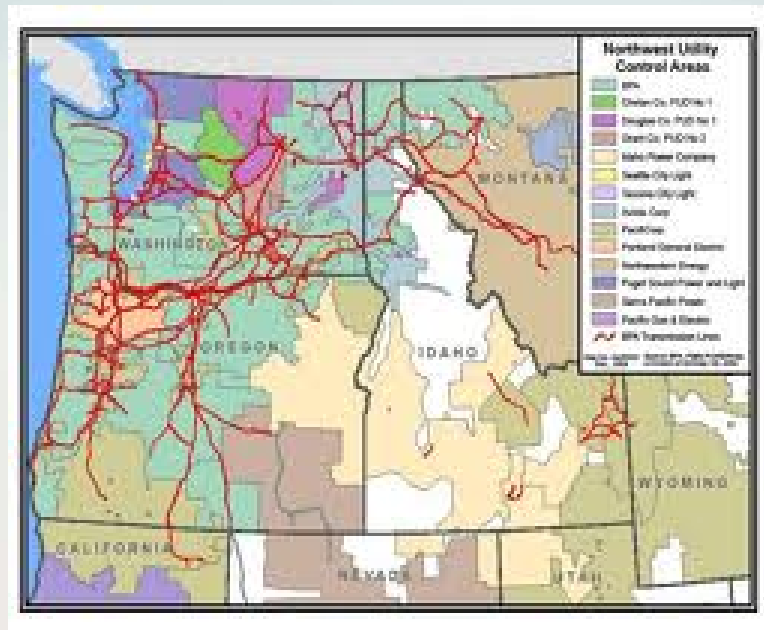 Northwest Utility
Control Areas
BPA
Chelan Co. PUD No 1
Douglas Co. PUD No 1
Grant Co. PUD No 2
Idaho Power Company
Seattle City Light
Tacoma City Light
Avista Corp
PacifiCorp
Portland General Electric
Northwestern Energy
Puget Sound Power and Light
Sierra Pacific Power
Pacific Gas & Electric
BPA Transmission Lines
MONTANA
WASHINGTON
OREGON
IDAHO
WYOMING
CALIFORNIA
NEVADA
UTAH